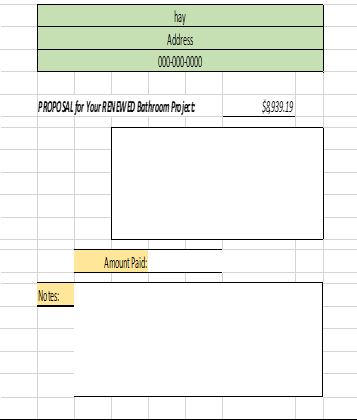 hay
Address
000-000-0000
PROPOSAL for Your RENEWED Bathroom Project: $8,939.19
Amount Paid:
Notes: